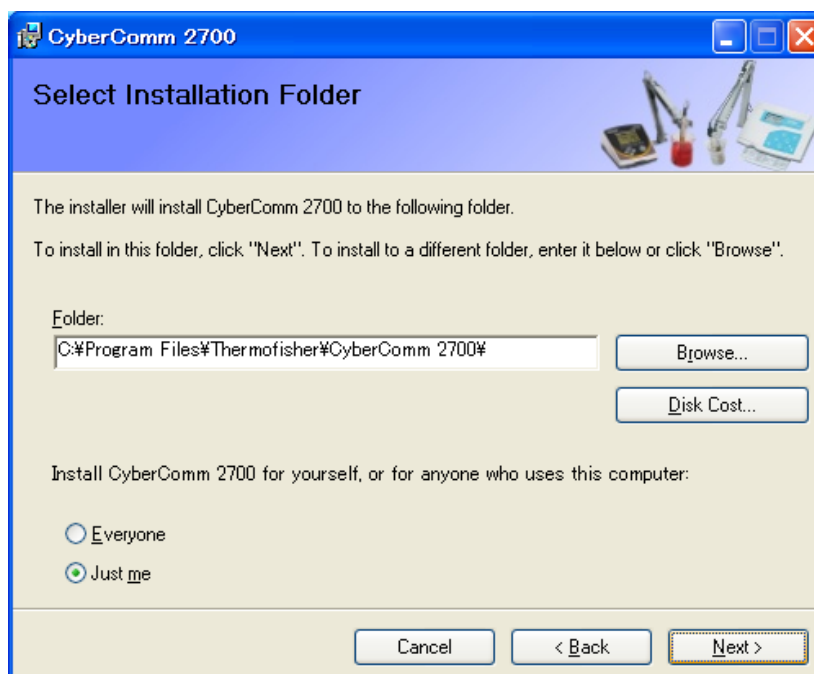 CyberComm 2700
Select Installation Folder
The installer will install CyberComm 2700 to the following folder.
To install in this folder, click "Next". To install to a different folder, enter it below or click "Browse".
Folder:
C:¥Program Files¥Thermofisher¥CyberComm 2700¥
Browse...
Disk Cost...
Install CyberComm 2700 for yourself, or for anyone who uses this computer:
Everyone
Just me
Cancel
< Back
Next >